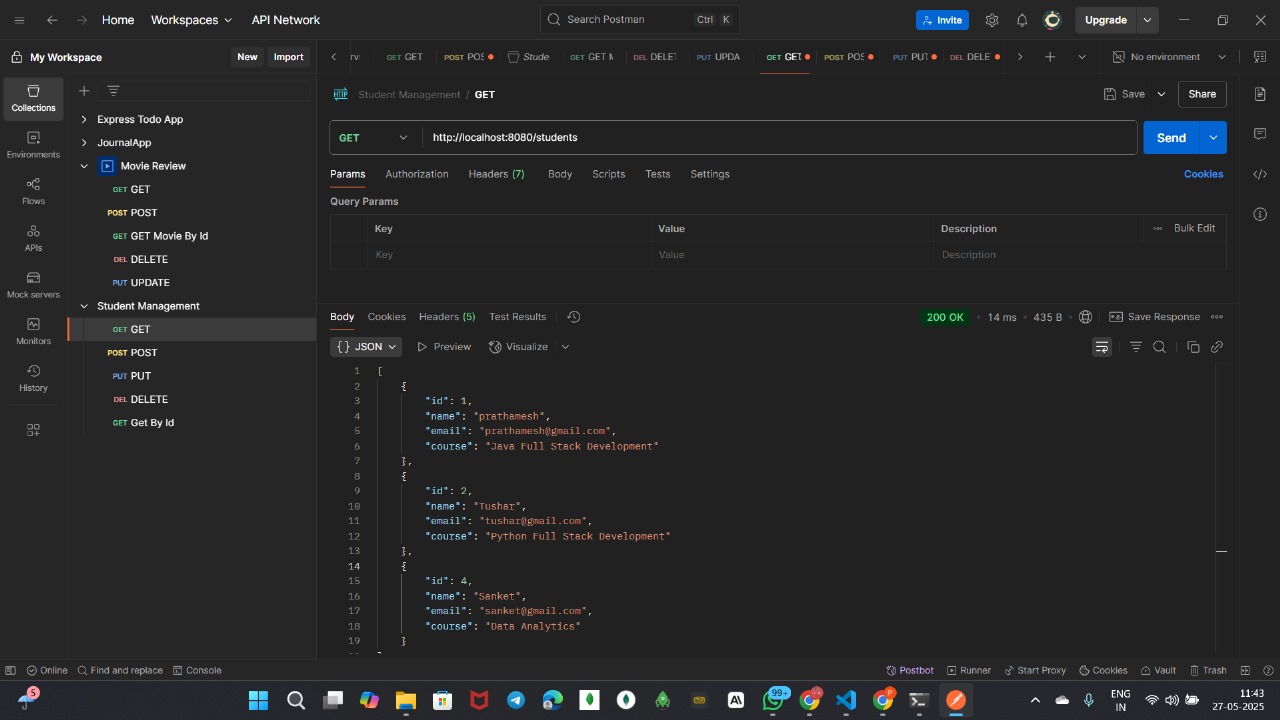 Home Workspaces API Network Search Postman Ctrl K Invite Upgrade
My Workspace New Import GET GET POS Stude GET M DELET UPDA GET GET POST POS PUT PUT DEL DELE No environment
Collections
Environments
Flows
APIs
Mock servers
Monitors
History
Express Todo App
JournalApp
Movie Review
GET GET
POST POST
GET GET Movie By Id
DEL DELETE
PUT UPDATE
Student Management
GET GET
POST POST
PUT PUT
DEL DELETE
GET Get By Id
HTTP Student Management / GET Save Share
GET http://localhost:8080/students Send
Params Authorization Headers (7) Body Scripts Tests Settings Cookies
Query Params
Key Value Description Bulk Edit
Key Value Description
Body Cookies Headers (5) Test Results 200 OK • 14 ms • 435 B Save Response
{} JSON Preview Visualize
1 [
2 {
3 "id": 1,
4 "name": "prathamesh",
5 "email": "prathamesh@gmail.com",
6 "course": "Java Full Stack Development"
7 },
8 {
9 "id": 2,
10 "name": "Tushar",
11 "email": "tushar@gmail.com",
12 "course": "Python Full Stack Development"
13 },
14 {
15 "id": 4,
16 "name": "Sanket",
17 "email": "sanket@gmail.com",
18 "course": "Data Analytics"
19 }
Online Find and replace Console Postbot Runner Start Proxy Cookies Vault Trash
5 99+ ENG IN 11:43
27-05-2025